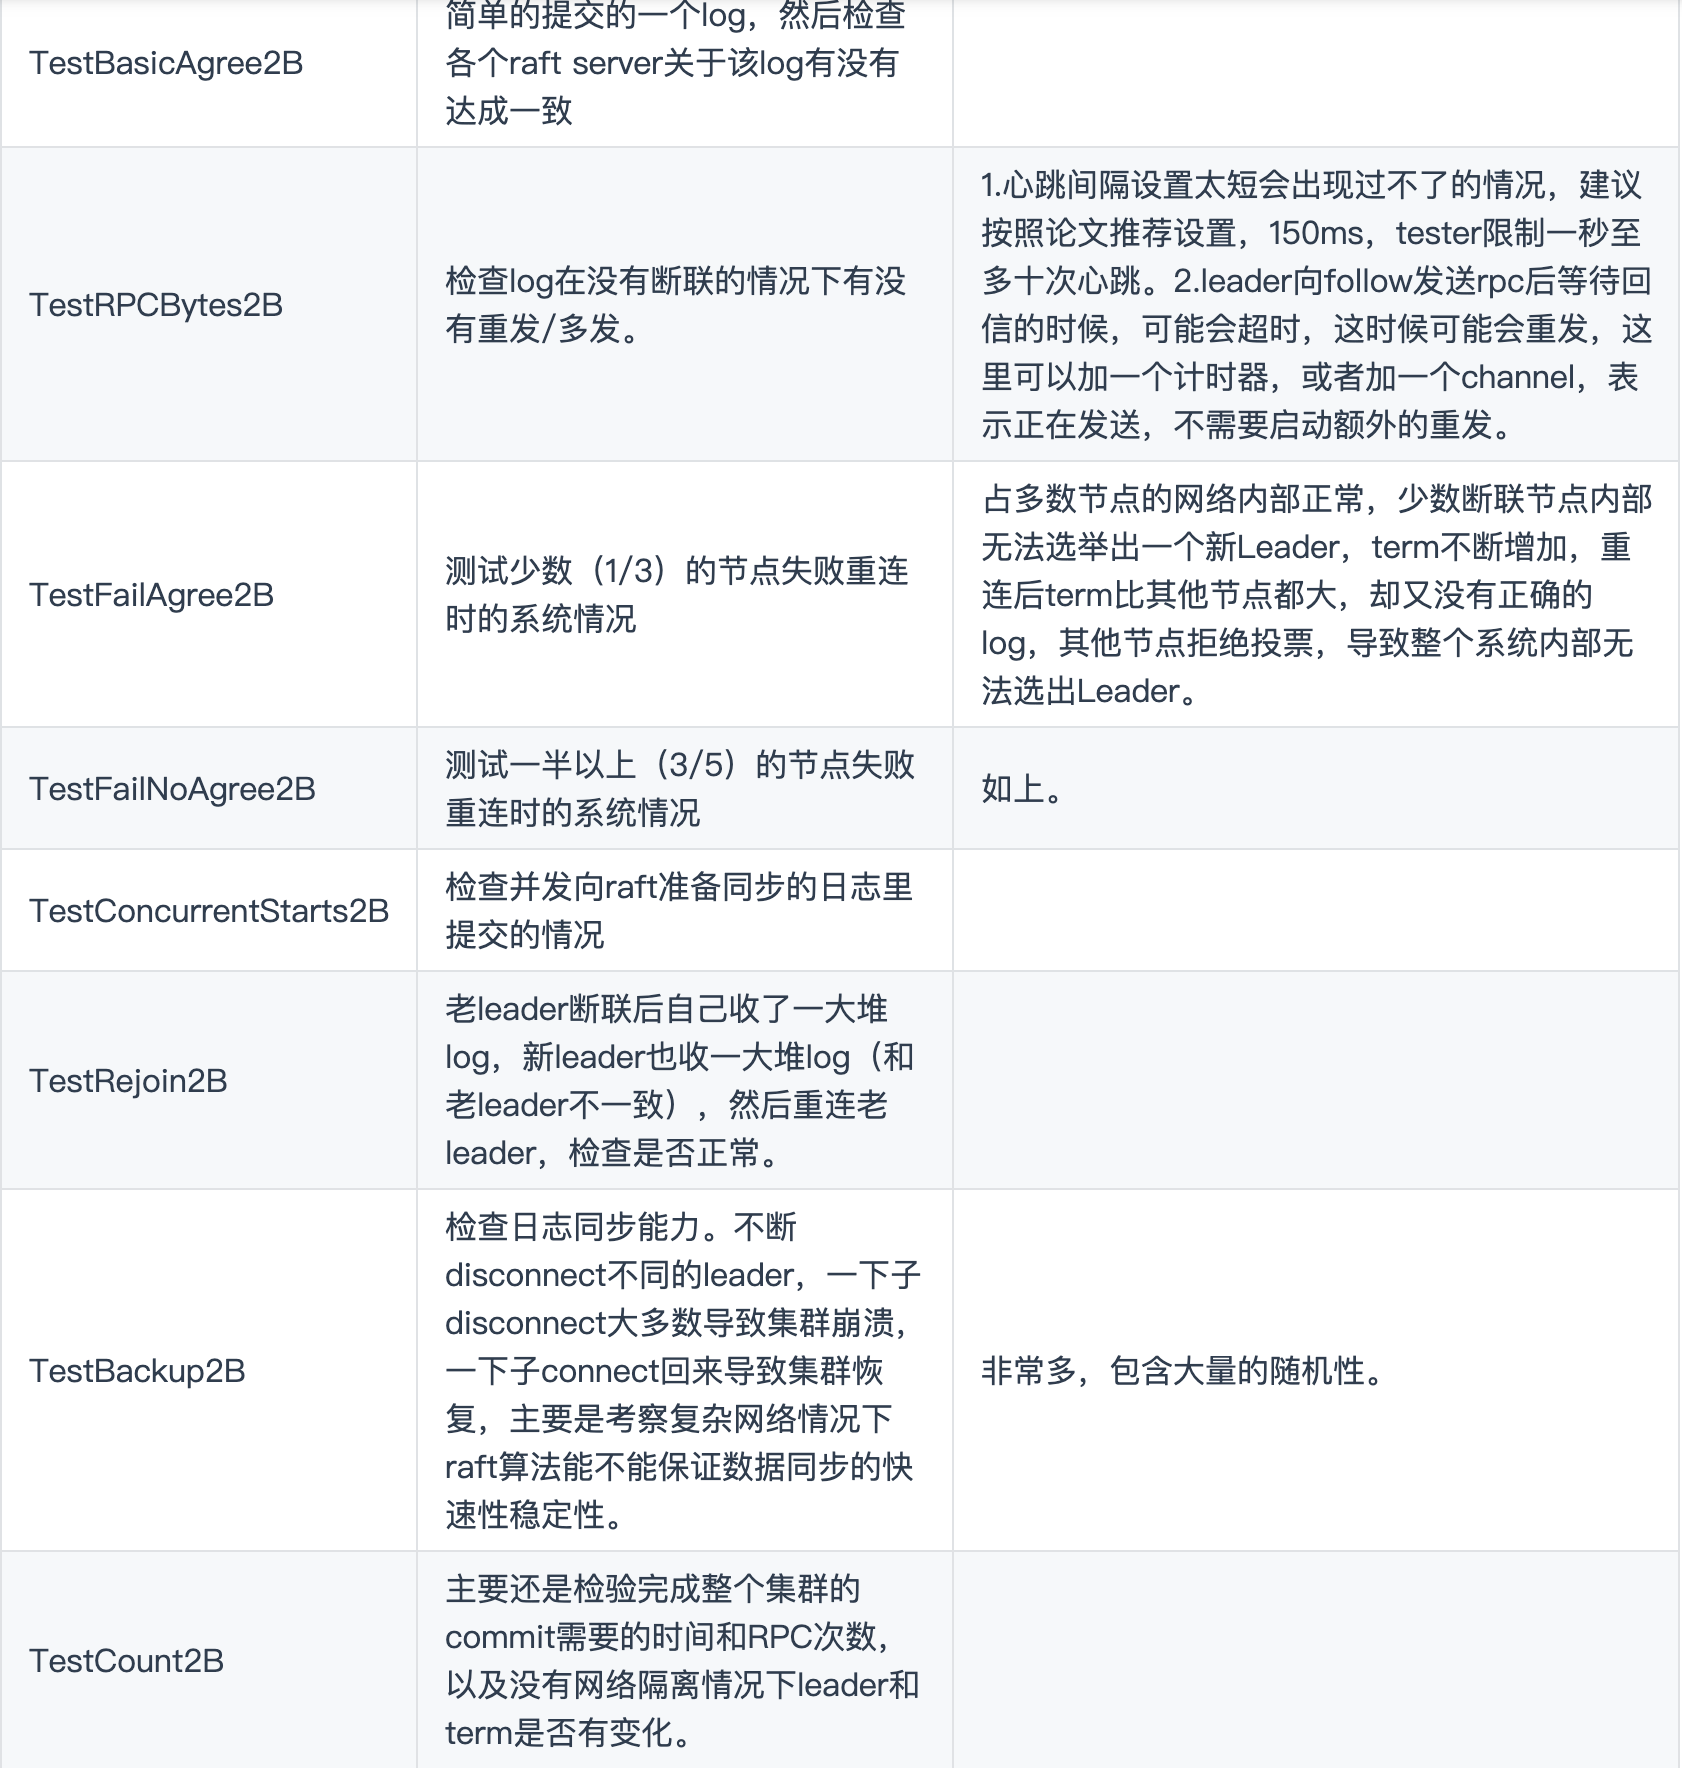 简单的提交的一个log，然后检查
TestBasicAgree2B
各个raft server关于该log有没有
达成一致
TestRPCBytes2B
检查log在没有断联的情况下有没
有重发/多发。
1.心跳间隔设置太短会出现过不了的情况，建议
按照论文推荐设置，150ms，tester限制一秒至
多十次心跳。2.leader向follow发送rpc后等待回
信的时候，可能会超时，这时候可能会重发，这
里可以加一个计时器，或者加一个channel，表
示正在发送，不需要启动额外的重发。
TestFailAgree2B
测试少数（1/3）的节点失败重连
时的系统情况
占多数节点的网络内部正常，少数断联节点内部
无法选举出一个新Leader，term不断增加，重
连后term比其他节点都大，却又没有正确的
log，其他节点拒绝投票，导致整个系统内部无
法选出Leader。
TestFailNoAgree2B
测试一半以上（3/5）的节点失败
重连时的系统情况
如上。
TestConcurrentStarts2B
检查并发向raft准备同步的日志里
提交的情况
TestRejoin2B
老leader断联后自己收了一大堆
log，新leader也收一大堆log（和
老leader不一致），然后重连老
leader，检查是否正常。
TestBackup2B
检查日志同步能力。不断
disconnect不同的leader，一下子
disconnect大多数导致集群崩溃，
一下子connect回来导致集群恢
复，主要是考察复杂网络情况下
raft算法能不能保证数据同步的快
速性稳定性。
非常多，包含大量的随机性。
TestCount2B
主要还是检验完成整个集群的
commit需要的时间和RPC次数，
以及没有网络隔离情况下leader和
term是否有变化。